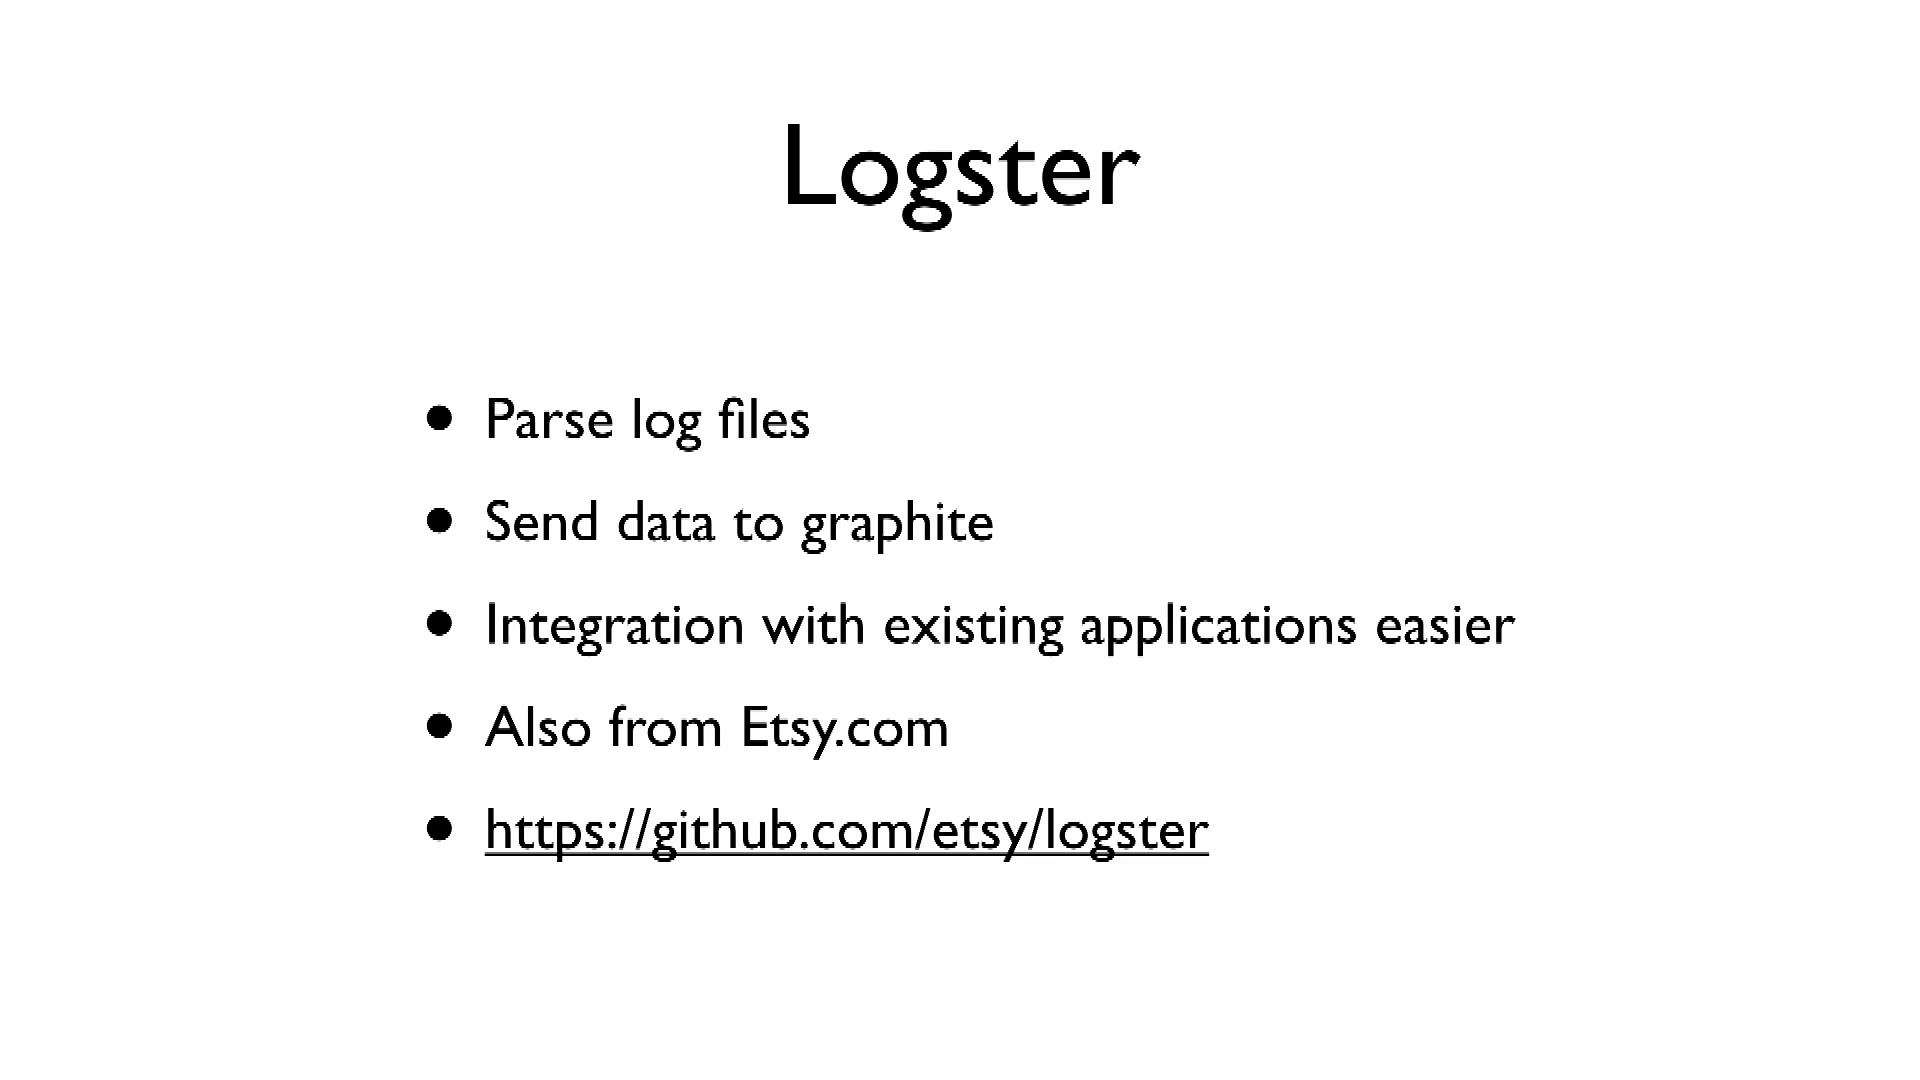 Logster
• Parse log files
• Send data to graphite
• Integration with existing applications easier
• Also from Etsy.com
• https://github.com/etsy/logster